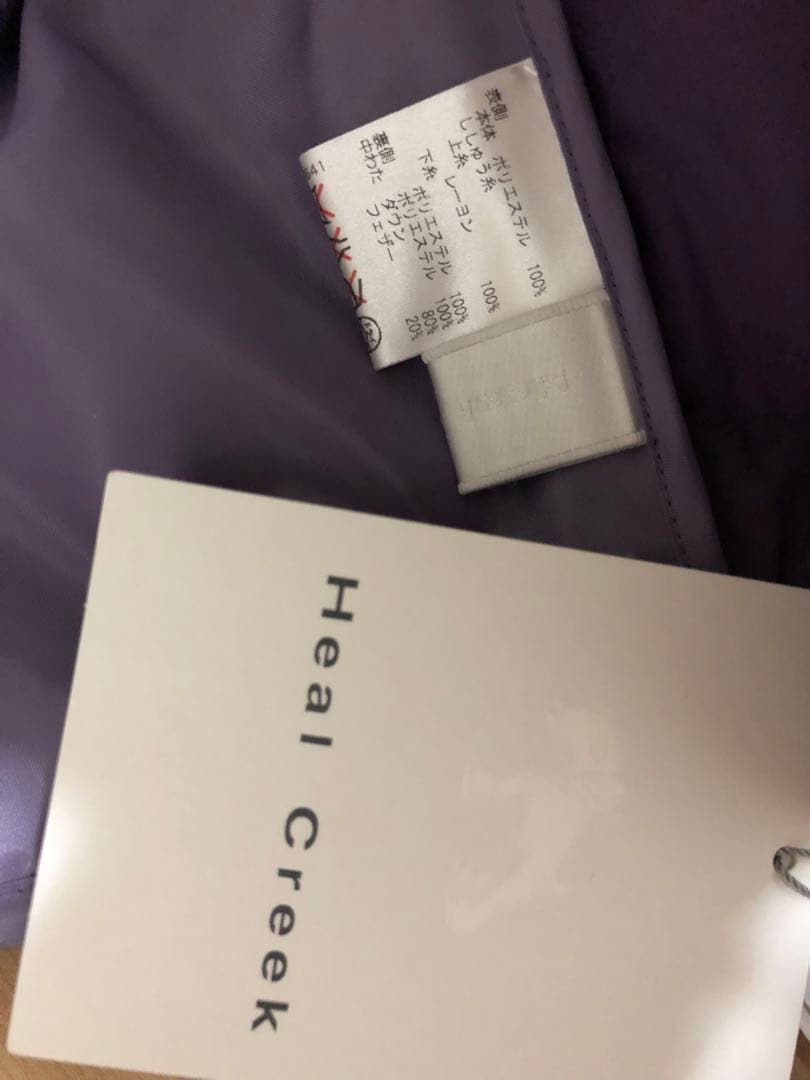 表側
本体 ポリエステル 100%
ししゅう糸
上糸 レーヨン 100%
下糸 ポリエステル 100%
裏側 ポリエステル 100%
中わた ダウン 80%
フェザー 20%
Heal Creek